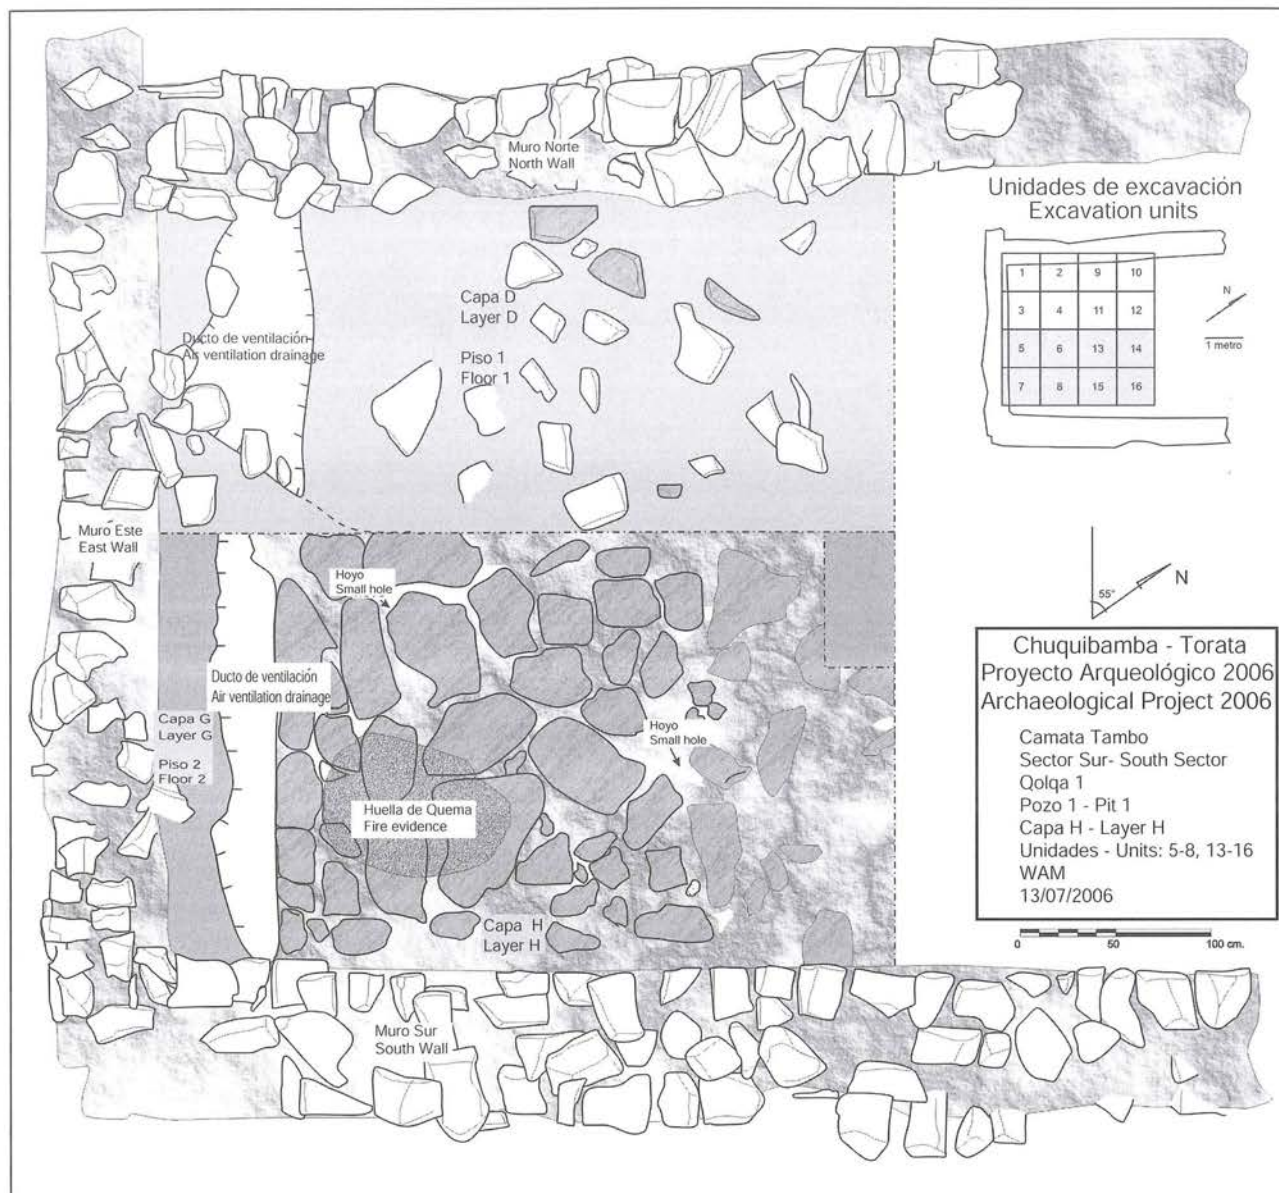 Muro Norte
North Wall
Unidades de excavación
Excavation units
1 2 9 10
3 4 11 12
5 6 13 14
7 8 15 16
N
1 metro
Capa D
Layer D
Piso 1
Floor 1
Ducto de ventilación
Air ventilation drainage
Muro Este
East Wall
Hoyo
Small hole
Ducto de ventilación
Air ventilation drainage
Capa G
Layer G
Piso 2
Floor 2
Hoyo
Small hole
Huella de Quema
Fire evidence
Capa H
Layer H
Muro Sur
South Wall
55°
N
Chuquibamba - Torata
Proyecto Arqueológico 2006
Archaeological Project 2006
Camata Tambo
Sector Sur- South Sector
Qolqa 1
Pozo 1 - Pit 1
Capa H - Layer H
Unidades - Units: 5-8, 13-16
WAM
13/07/2006
0 50 100 cm.